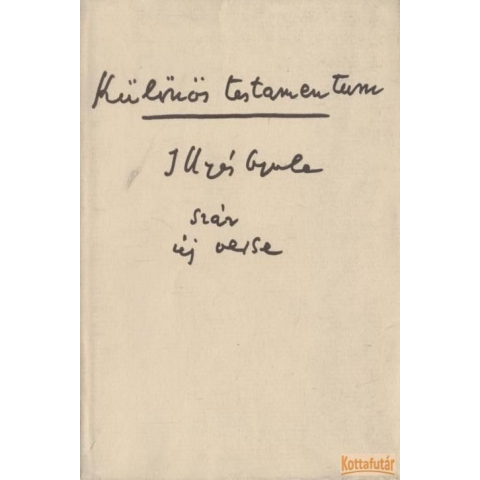 Különös testamentum
Illyés Gyula
száz
új verse
Kottafutár